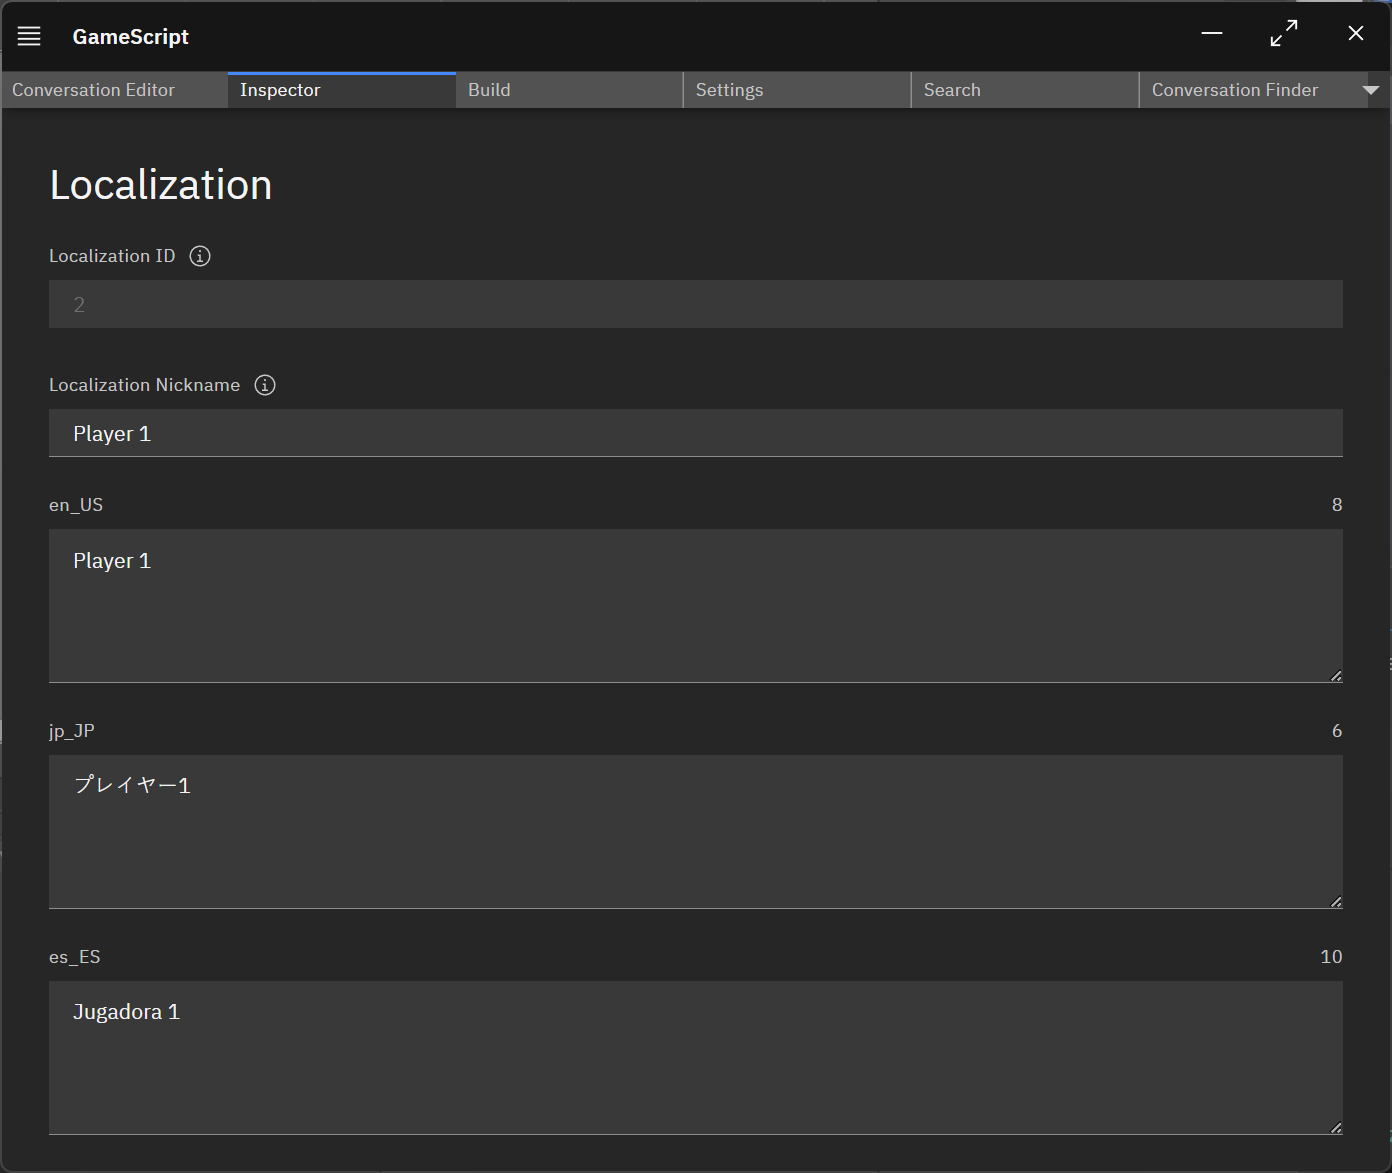 GameScript
Conversation Editor Inspector Build Settings Search Conversation Finder
Localization
Localization ID
2
Localization Nickname
Player 1
en_US 8
Player 1
jp_JP 6
プレイヤー1
es_ES 10
Jugadora 1